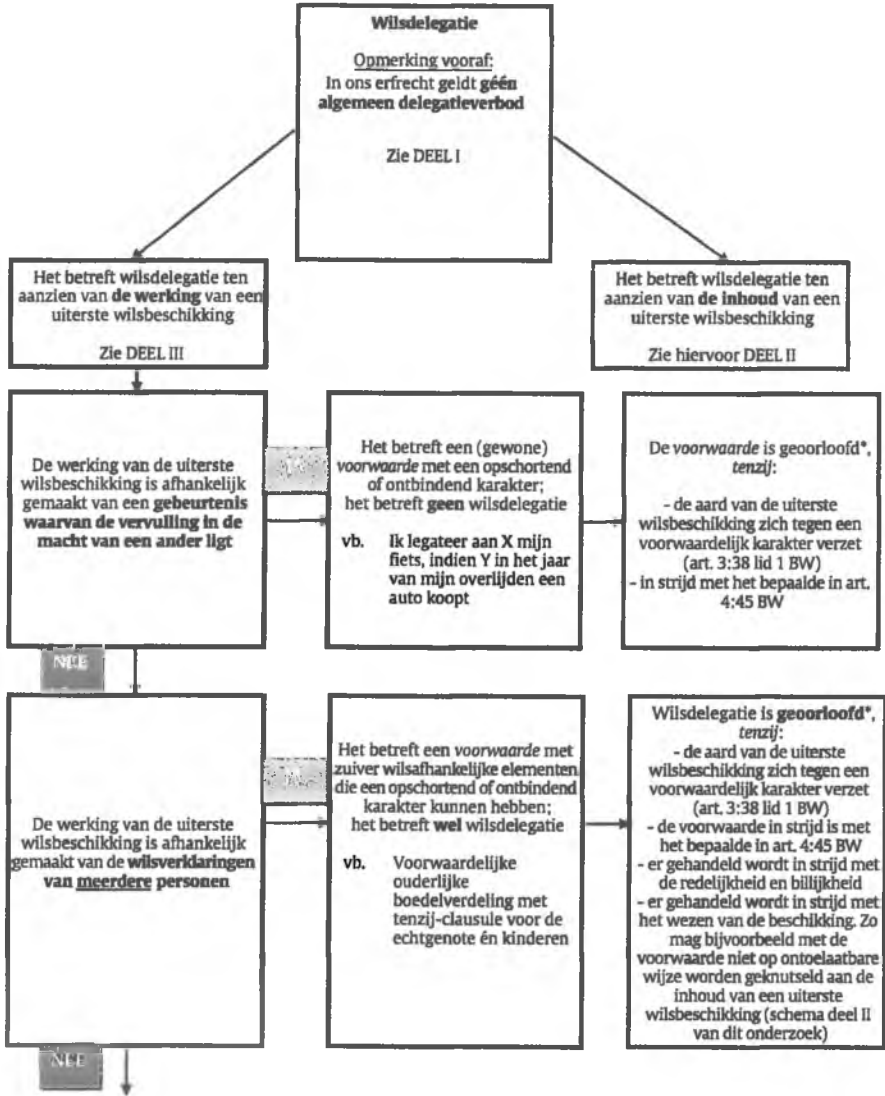 Wilsdelegatie
Opmerking vooraf:
In ons erfrecht geldt géén
algemeen delegatieverbod
Zie DEEL I
Het betreft wilsdelegatie ten
aanzien van de werking van een
uiterste wilsbeschikking
Zie DEEL III
Het betreft wilsdelegatie ten
aanzien van de inhoud van een
uiterste wilsbeschikking
Zie hiervoor DEEL II
De werking van de uiterste
wilsbeschikking is afhankelijk
gemaakt van een gebeurtenis
waarvan de vervulling in de
macht van een ander ligt
Het betreft een (gewone)
voorwaarde met een opschortend
of ontbindend karakter;
het betreft geen wilsdelegatie
vb. Ik legateer aan X mijn
fiets, indien Y in het jaar
van mijn overlijden een
auto koopt
De voorwaarde is geoorloofd*,
tenzij:
- de aard van de uiterste
wilsbeschikking zich tegen een
voorwaardelijk karakter verzet
(art. 3:38 lid 1 BW)
- in strijd met het bepaalde in art.
4:45 BW
NEE
De werking van de uiterste
wilsbeschikking is afhankelijk
gemaakt van de wilsverklaringen
van meerdere personen
Het betreft een voorwaarde met
zuiver wilsafhankelijke elementen
die een opschortend of ontbindend
karakter kunnen hebben;
het betreft wel wilsdelegatie
vb. Voorwaardelijke
ouderlijke
boedelverdeling met
tenzij-clausule voor de
echtgenote én kinderen
Wilsdelegatie is geoorloofd*,
tenzij:
- de aard van de uiterste
wilsbeschikking zich tegen een
voorwaardelijk karakter verzet
(art. 3:38 lid 1 BW)
- de voorwaarde in strijd is met
het bepaalde in art. 4:45 BW
- er gehandeld wordt in strijd met
de redelijkheid en billijkheid
- er gehandeld wordt in strijd met
het wezen van de beschikking. Zo
mag bijvoorbeeld met de
voorwaarde niet op ontoelaatbare
wijze worden geknutseld aan de
inhoud van een uiterste
wilsbeschikking (schema deel II
van dit onderzoek)
NEE